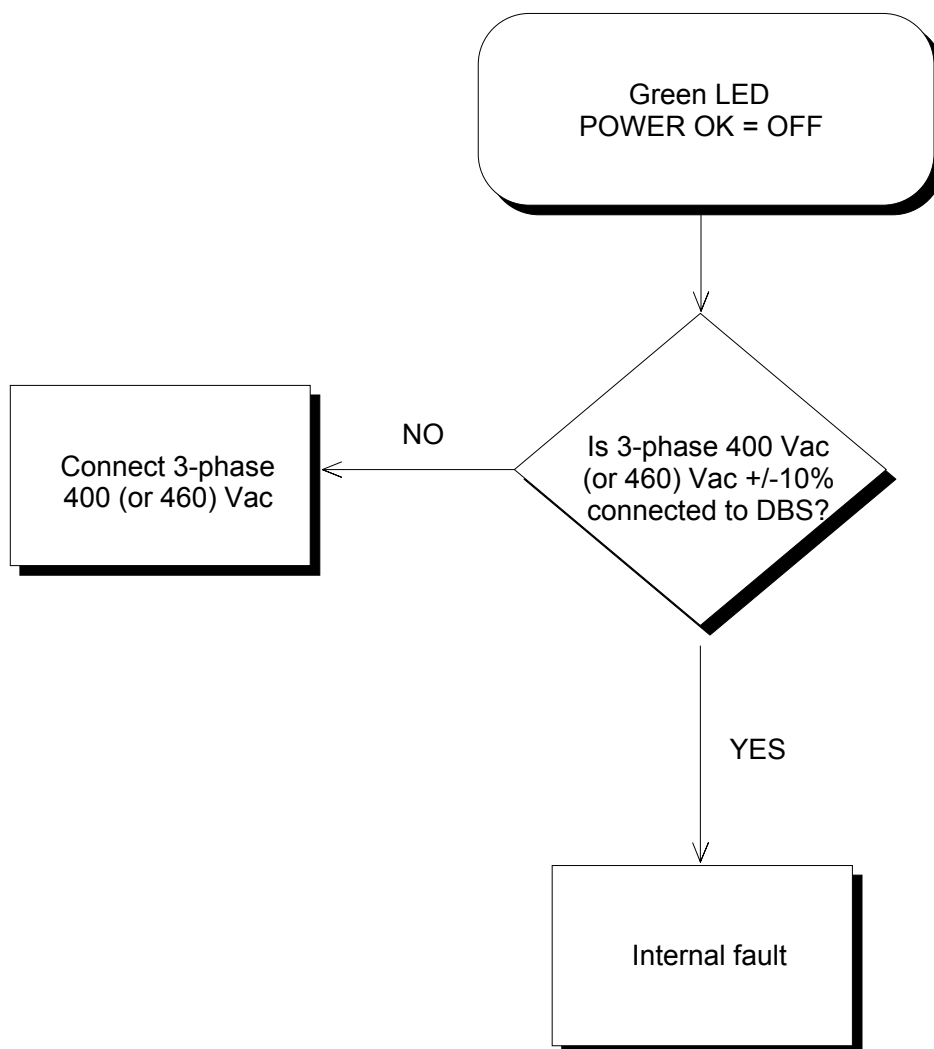 Green LED
POWER OK = OFF
NO
Is 3-phase 400 Vac
(or 460) Vac +/-10%
connected to DBS?
Connect 3-phase
400 (or 460) Vac
YES
Internal fault